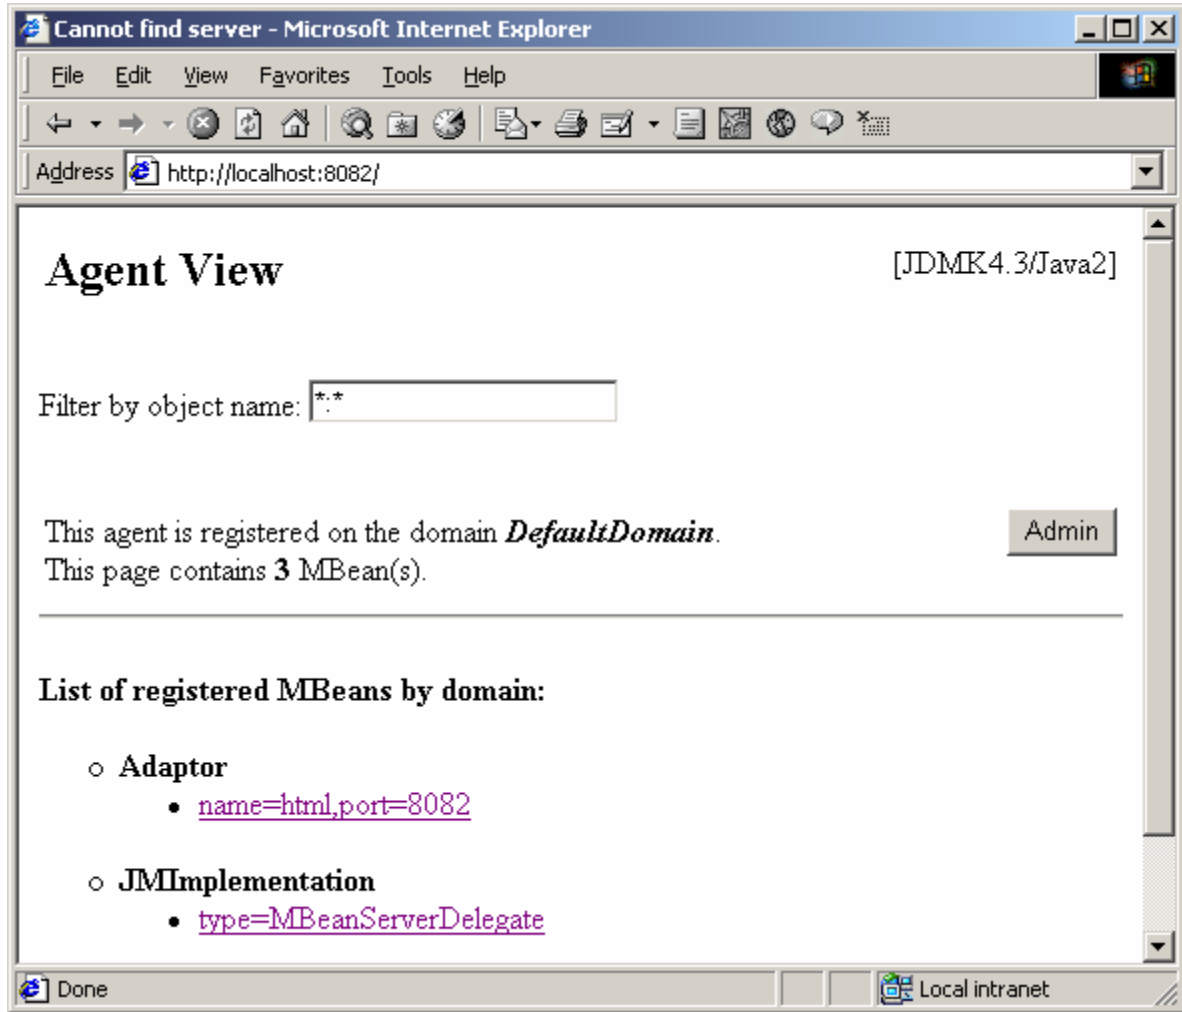 Cannot find server - Microsoft Internet Explorer
File Edit View Favorites Tools Help
Address http://localhost:8082/
Agent View [JDMK4.3/Java2]
Filter by object name: *:*
This agent is registered on the domain DefaultDomain. Admin
This page contains 3 MBean(s).
List of registered MBeans by domain:
Adaptor
name=html,port=8082
JMImplementation
type=MBeanServerDelegate
Done Local intranet